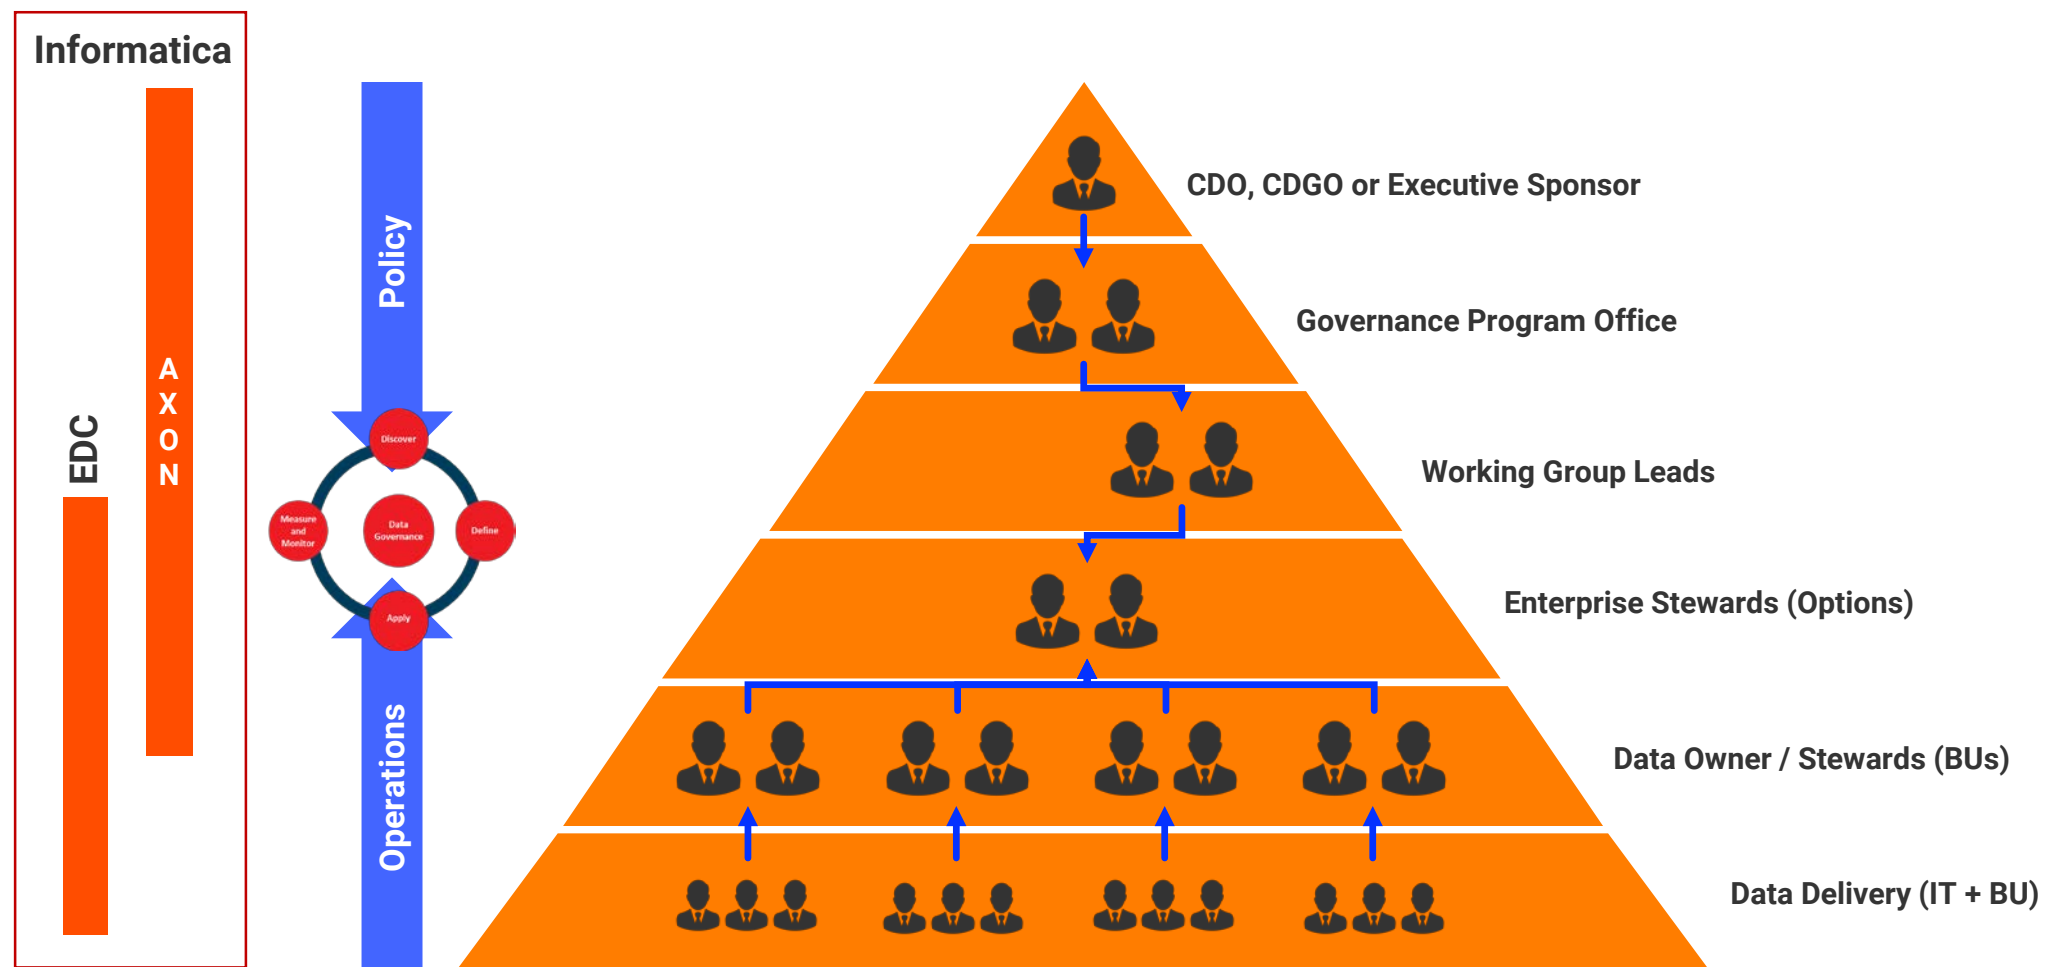 Informatica
EDC
A
X
O
N
Policy
Discover
Measure
and
Monitor
Data
Governance
Define
Apply
Operations
CDO, CDGO or Executive Sponsor
Governance Program Office
Working Group Leads
Enterprise Stewards (Options)
Data Owner / Stewards (BUs)
Data Delivery (IT + BU)